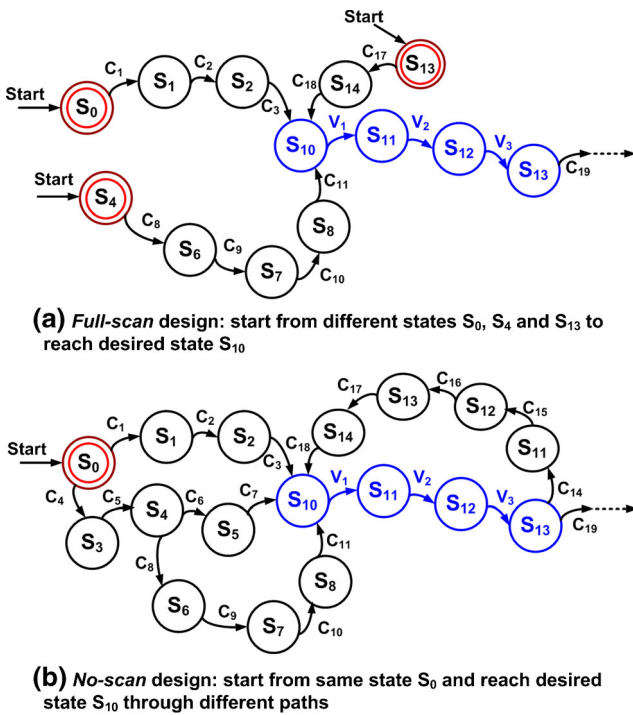 Start
S13
C17
S14
C18
Start
S0
C1
S1
C2
S2
C3
S10
V1
S11
V2
S12
V3
S13
C19
Start
S4
C8
S6
C9
S7
C10
S8
C11
(a) Full-scan design: start from different states S0, S4 and S13 to
reach desired state S10
Start
S0
C1
S1
C2
S2
C3
C18
S14
C17
S13
C16
S12
C15
S11
C14
S10
V1
S11
V2
S12
V3
S13
C19
C4
S3
C5
S4
C6
S5
C7
C8
S6
C9
S7
C10
S8
C11
(b) No-scan design: start from same state S0 and reach desired
state S10 through different paths